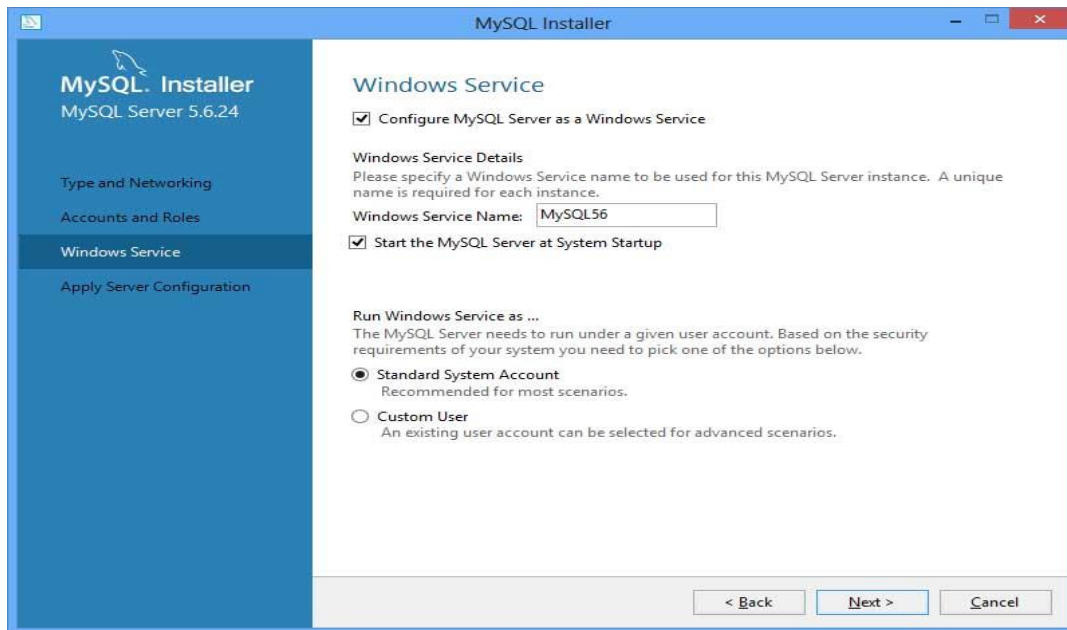 MySQL Installer
MySQL. Installer
MySQL Server 5.6.24
Type and Networking
Accounts and Roles
Windows Service
Apply Server Configuration
Windows Service
Configure MySQL Server as a Windows Service
Windows Service Details
Please specify a Windows Service name to be used for this MySQL Server instance. A unique
name is required for each instance.
Windows Service Name: MySQL56
Start the MySQL Server at System Startup
Run Windows Service as ...
The MySQL Server needs to run under a given user account. Based on the security
requirements of your system you need to pick one of the options below.
Standard System Account
Recommended for most scenarios.
Custom User
An existing user account can be selected for advanced scenarios.
< Back Next > Cancel